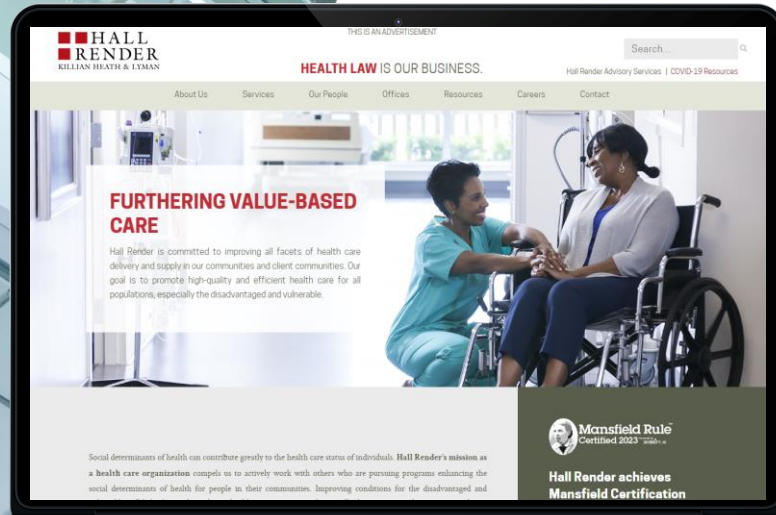 THIS IS AN ADVERTISEMENT
HALL
RENDER
KILLIAN HEATH & LYMAN
HEALTH LAW IS OUR BUSINESS.
Search...
Hall Render Advisory Services | COVID-19 Resources
About Us Services Our People Offices Resources Careers Contact
FURTHERING VALUE-BASED
CARE
Hall Render is committed to improving all facets of health care
delivery and supply in our communities and client communities. Our
goal is to promote high-quality and efficient health care for all
populations, especially the disadvantaged and vulnerable.
Social determinants of health can contribute greatly to the health care status of individuals. Hall Render's mission as
a health care organization compels us to actively work with others who are pursuing programs enhancing the
social determinants of health for people in their communities. Improving conditions for the disadvantaged and
Mansfield Rule
Certified 2023
Hall Render achieves
Mansfield Certification